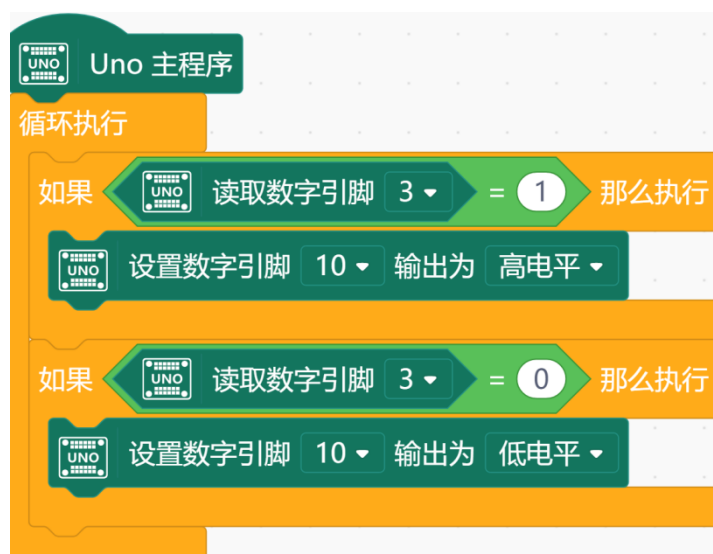 UNO Uno 主程序
循环执行
如果 UNO 读取数字引脚 3 = 1 那么执行
UNO 设置数字引脚 10 输出为 高电平
如果 UNO 读取数字引脚 3 = 0 那么执行
UNO 设置数字引脚 10 输出为 低电平